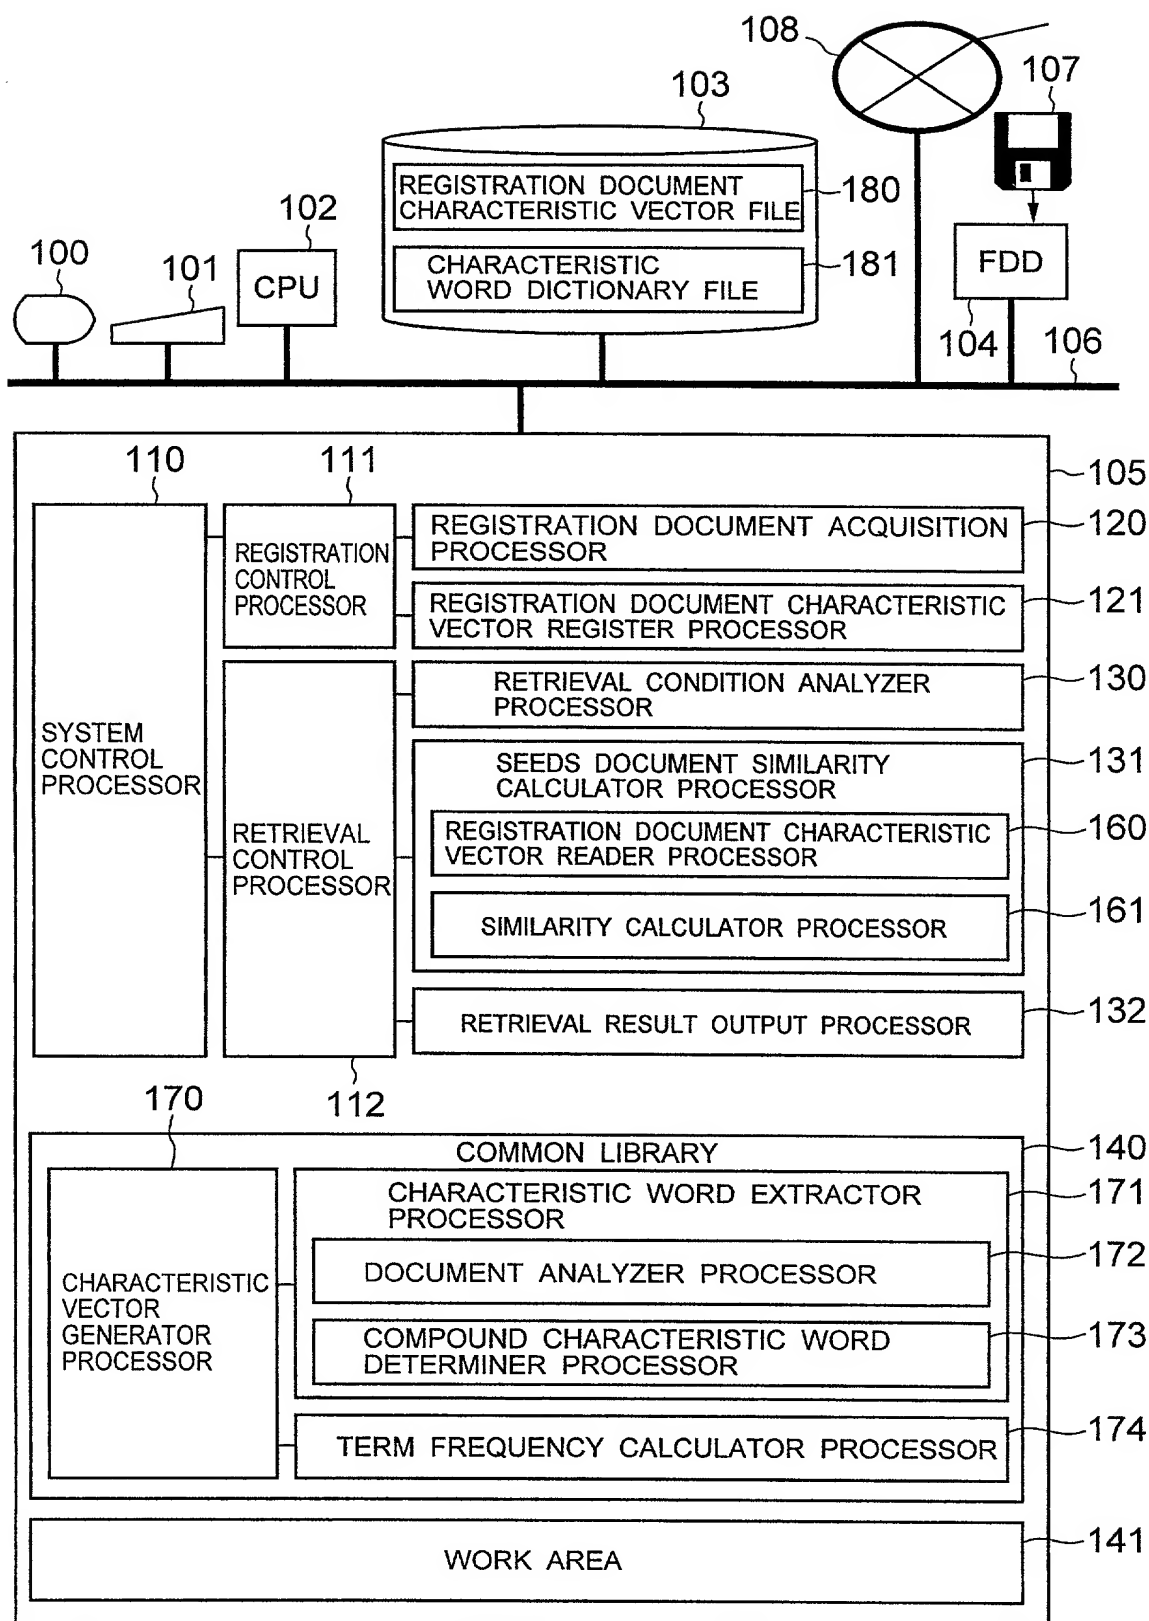 108
107
103
102
100
101
CPU
REGISTRATION DOCUMENT
CHARACTERISTIC VECTOR FILE
180
CHARACTERISTIC
WORD DICTIONARY FILE
181
FDD
104
106
110
111
105
SYSTEM
CONTROL
PROCESSOR
REGISTRATION
CONTROL
PROCESSOR
REGISTRATION DOCUMENT ACQUISITION
PROCESSOR
120
REGISTRATION DOCUMENT CHARACTERISTIC
VECTOR REGISTER PROCESSOR
121
RETRIEVAL
CONTROL
PROCESSOR
RETRIEVAL CONDITION ANALYZER
PROCESSOR
130
SEEDS DOCUMENT SIMILARITY
CALCULATOR PROCESSOR
131
REGISTRATION DOCUMENT CHARACTERISTIC
VECTOR READER PROCESSOR
160
SIMILARITY CALCULATOR PROCESSOR
161
RETRIEVAL RESULT OUTPUT PROCESSOR
132
170
112
COMMON LIBRARY
140
CHARACTERISTIC
VECTOR
GENERATOR
PROCESSOR
CHARACTERISTIC WORD EXTRACTOR
PROCESSOR
171
DOCUMENT ANALYZER PROCESSOR
172
COMPOUND CHARACTERISTIC WORD
DETERMINER PROCESSOR
173
TERM FREQUENCY CALCULATOR PROCESSOR
174
WORK AREA
141